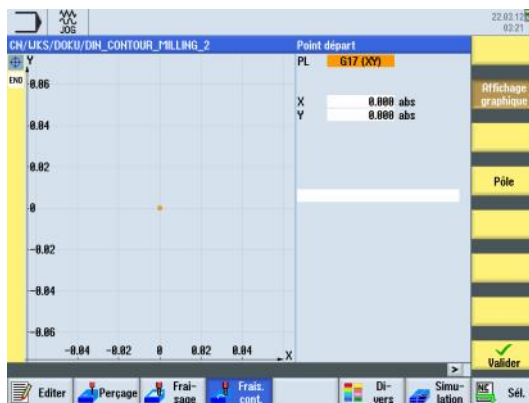 JOG
22.03.12
03:21
CN/WKS/DOKU/DIN_CONTOUR_MILLING_2
Point départ
Y
PL G17 (XY)
END
0.06
X 0.000 abs
Y 0.000 abs
Affichage
graphique
0.04
0.02
Pôle
0
-0.02
-0.04
-0.06
-0.04 -0.02 0 0.02 0.04 X
>
Valider
Editer
Perçage
Frai-
sage
Frais.
cont.
Di-
vers
Simu-
lation
NC
Sél.